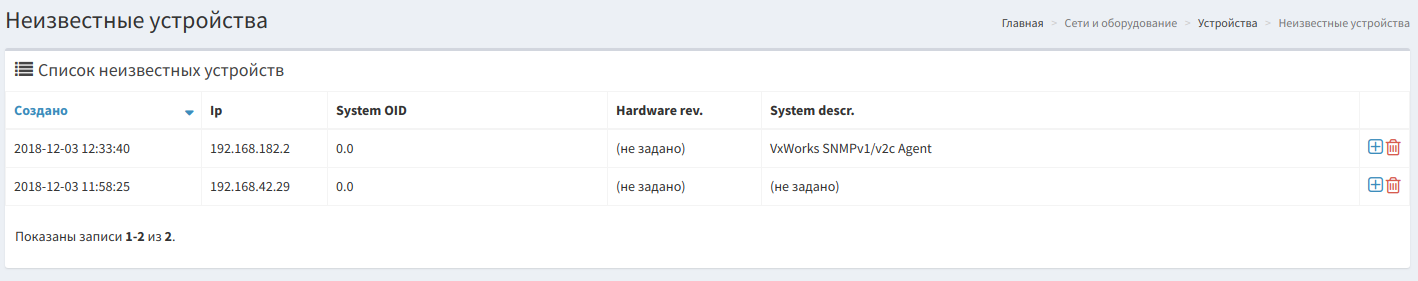 Неизвестные устройства
Главная > Сети и оборудование > Устройства > Неизвестные устройства
Список неизвестных устройств
Создано Ip System OID Hardware rev. System descr.
2018-12-03 12:33:40 192.168.182.2 0.0 (не задано) VxWorks SNMPv1/v2c Agent
2018-12-03 11:58:25 192.168.42.29 0.0 (не задано) (не задано)
Показаны записи 1-2 из 2.